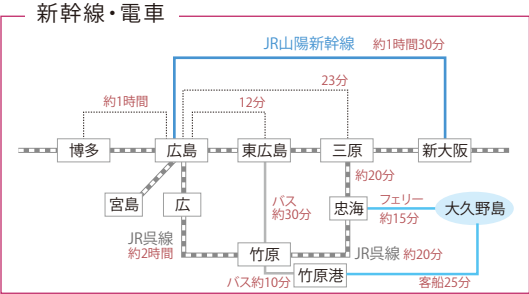 新幹線・電車
JR山陽新幹線 約1時間30分
23分
約1時間
12分
博多
広島
東広島
三原
新大阪
約20分
宮島
広
バス
約30分
忠海
フェリー
約15分
大久野島
JR呉線
約2時間
竹原
JR呉線 約20分
バス約10分
竹原港
客船25分